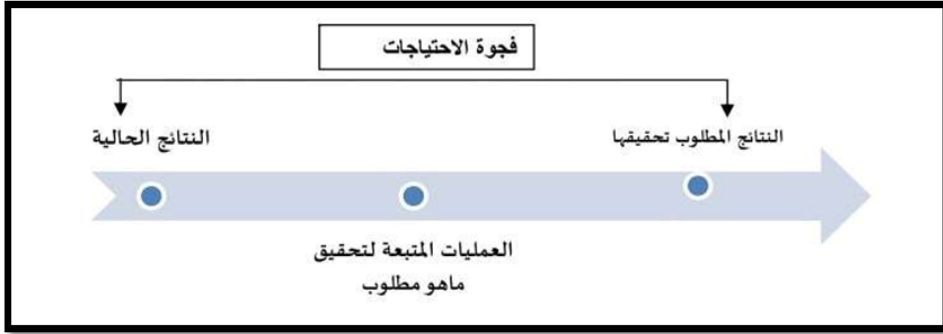 فجوة الاحتياجات
النتائج المطلوب تحقيقها
النتائج الحالية
العمليات المتبعة لتحقيق
ماهو مطلوب